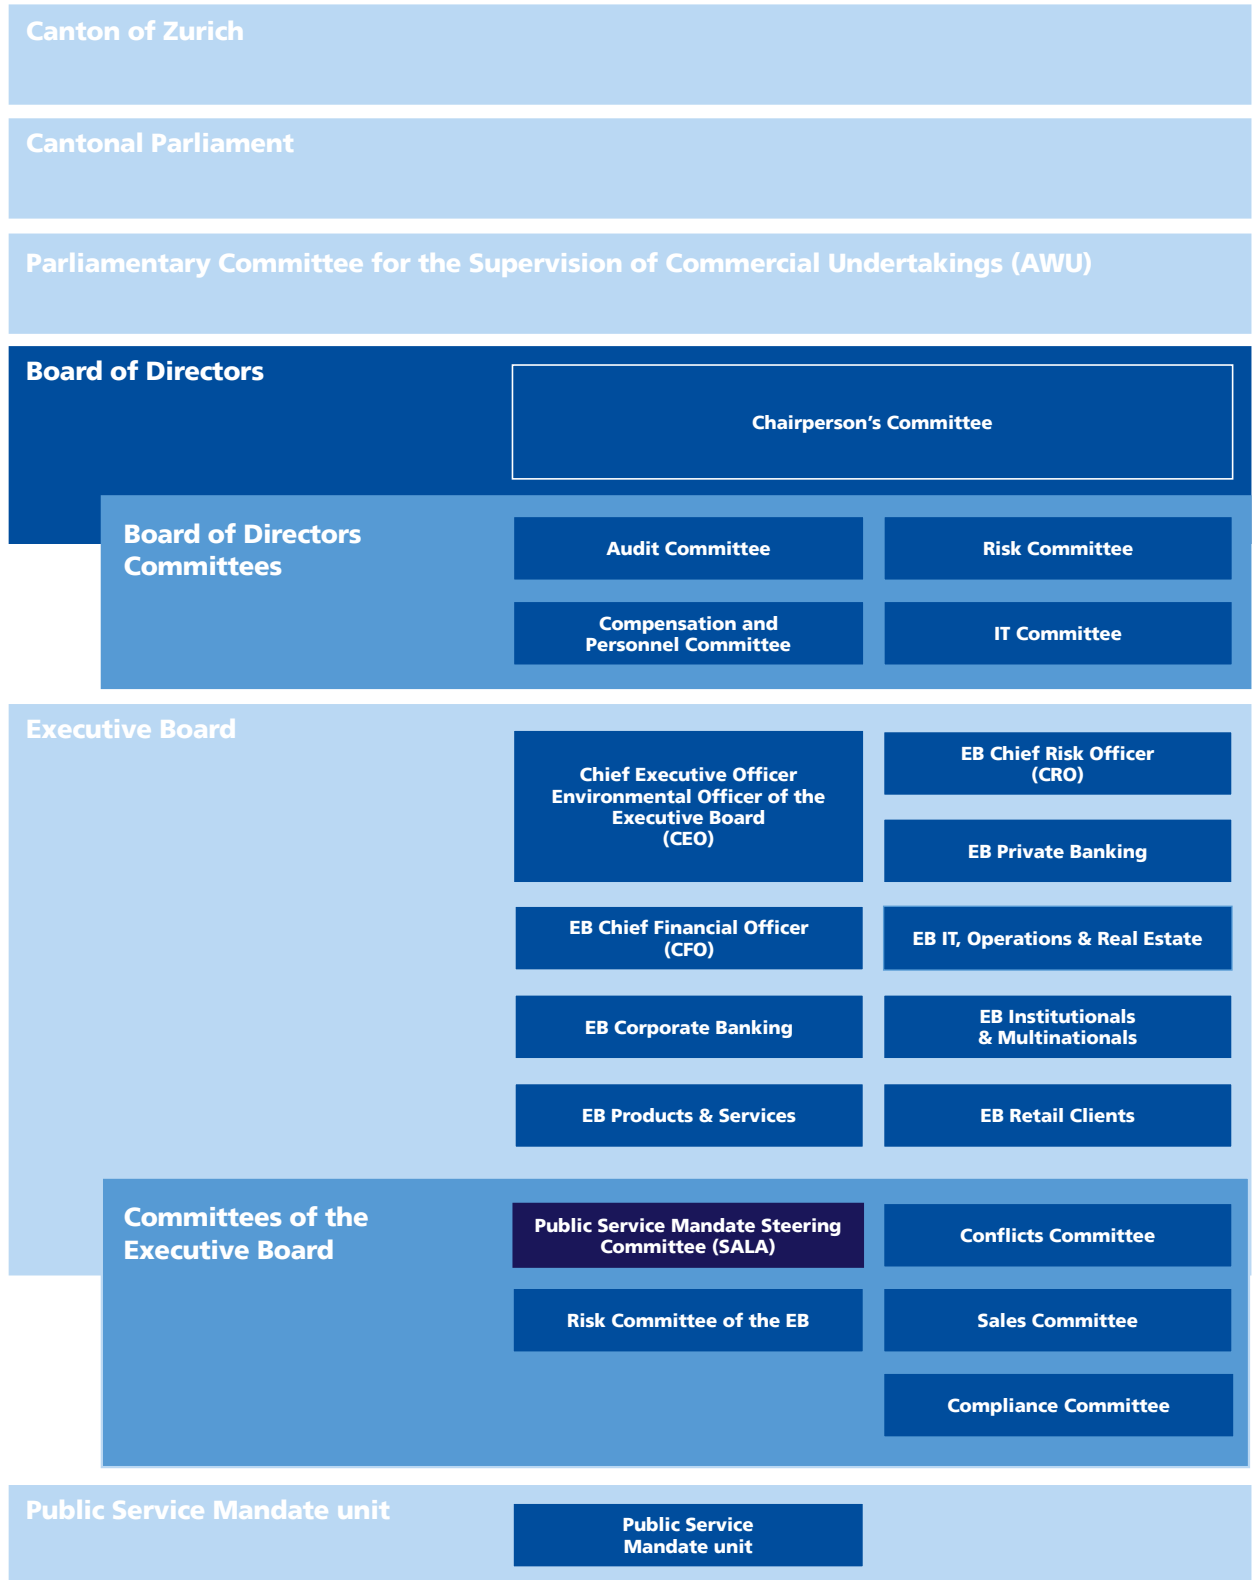 Canton of Zurich
Cantonal Parliament
Parliamentary Committee for the Supervision of Commercial Undertakings (AWU)
Board of Directors
Chairperson’s Committee
Board of Directors
Committees
Audit Committee
Risk Committee
Compensation and
Personnel Committee
IT Committee
Executive Board
Chief Executive Officer
Environmental Officer of the
Executive Board
(CEO)
EB Chief Risk Officer
(CRO)
EB Private Banking
EB Chief Financial Officer
(CFO)
EB IT, Operations & Real Estate
EB Corporate Banking
EB Institutionals
& Multinationals
EB Products & Services
EB Retail Clients
Committees of the
Executive Board
Public Service Mandate Steering
Committee (SALA)
Conflicts Committee
Risk Committee of the EB
Sales Committee
Compliance Committee
Public Service Mandate unit
Public Service
Mandate unit